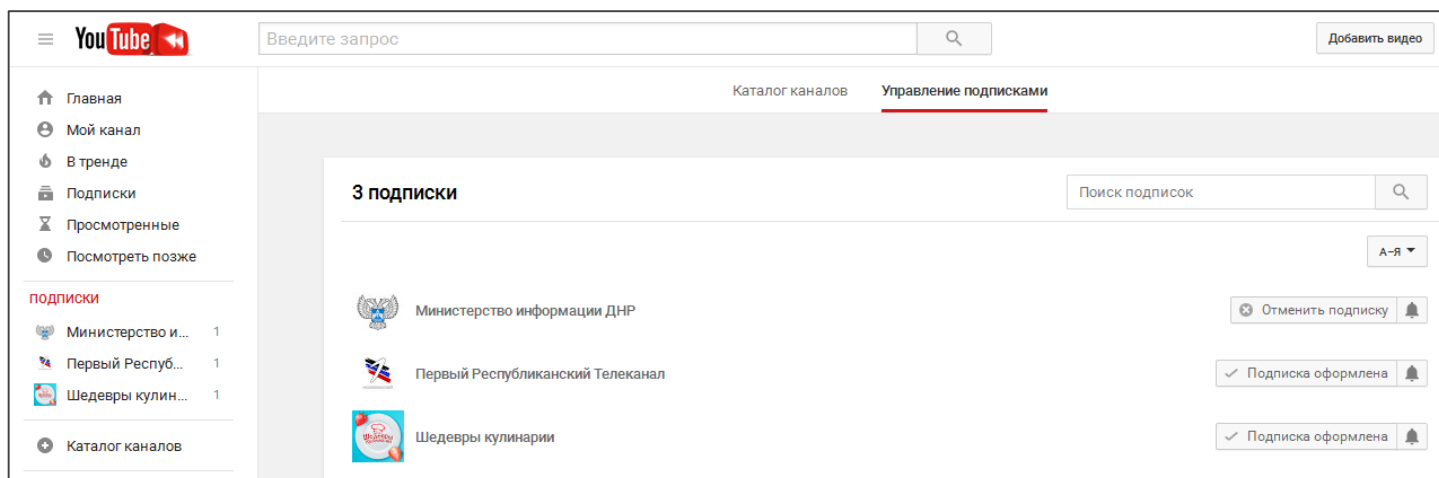 YouTube
Введите запрос
Добавить видео
Каталог каналов Управление подписками
Главная
Мой канал
В тренде
Подписки
Просмотренные
Посмотреть позже
ПОДПИСКИ
Министерство и... 1
Первый Респуб... 1
Шедевры кулин... 1
Каталог каналов
3 подписки
Поиск подписок
А–Я
Министерство информации ДНР Отменить подписку
Первый Республиканский Телеканал Подписка оформлена
Шедевры кулинарии Подписка оформлена